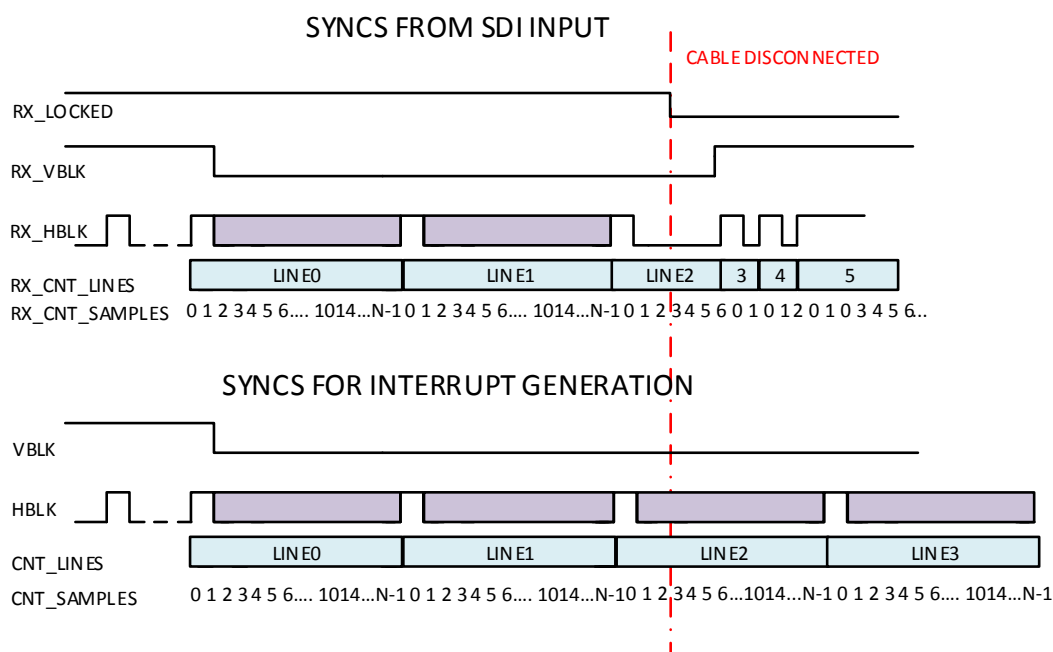 SYNCS FROM SDI INPUT
CABLE DISCONNECTED
RX_LOCKED
RX_VBLK
RX_HBLK
RX_CNT_LINES LINE0 LINE1 LINE2 3 4 5
RX_CNT_SAMPLES 0 1 2 3 4 5 6.... 1014...N-1 0 1 2 3 4 5 6.... 1014...N-1 0 1 2 3 4 5 6 0 1 0 1 2 0 1 0 3 4 5 6...
SYNCS FOR INTERRUPT GENERATION
VBLK
HBLK
CNT_LINES LINE0 LINE1 LINE2 LINE3
CNT_SAMPLES 0 1 2 3 4 5 6.... 1014...N-1 0 1 2 3 4 5 6.... 1014...N-1 0 1 2 3 4 5 6...1014...N-1 0 1 2 3 4 5 6.... 1014...N-1